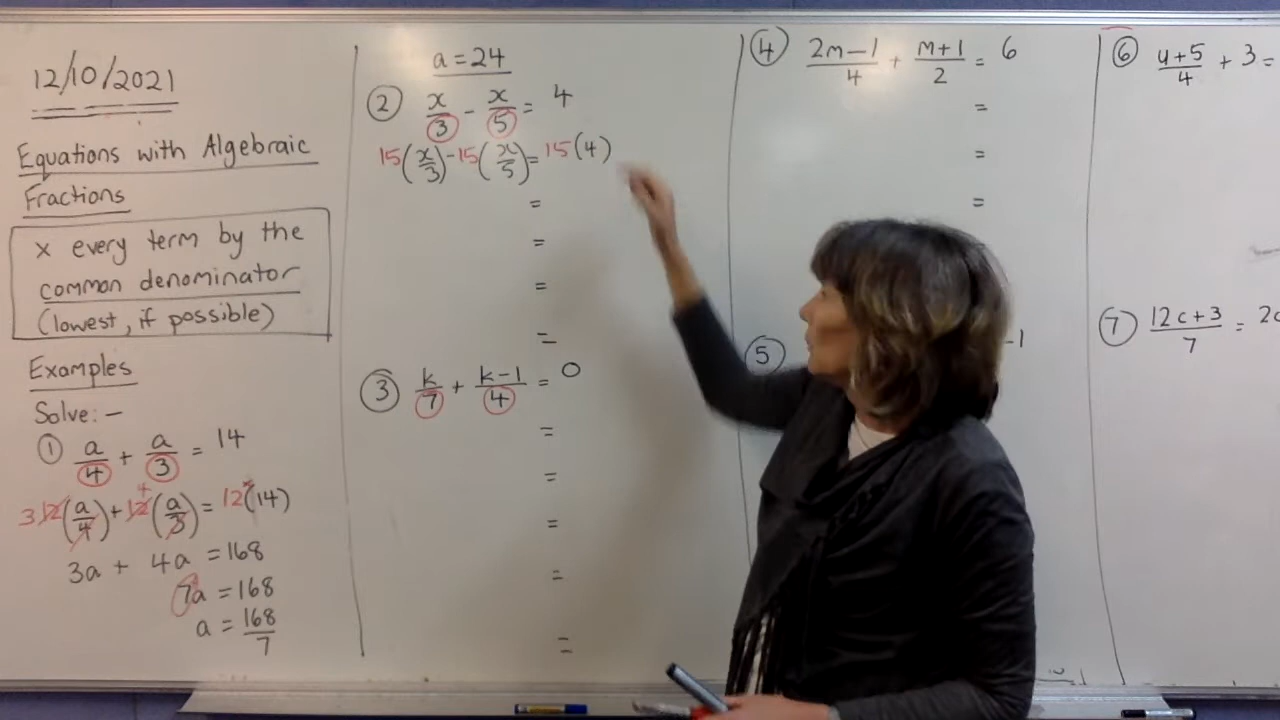 12/10/2021
Equations with Algebraic
Fractions
x every term by the
common denominator
(lowest, if possible)
Examples
Solve:-
① a/4 + a/3 = 14
3 12(a/4) + 4 12(a/3) = 12(14)
3a + 4a = 168
7a = 168
a = 168/7
a = 24
② x/3 - x/5 = 4
15(x/3) - 15(x/5) = 15(4)
=
=
=
=
③ k/7 + k-1/4 = 0
=
=
=
=
=
④ 2m-1/4 + m+1/2 = 6
=
=
=
⑤ -1
⑥ 4+5/4 + 3 =
⑦ 12c+3/7 = 2c